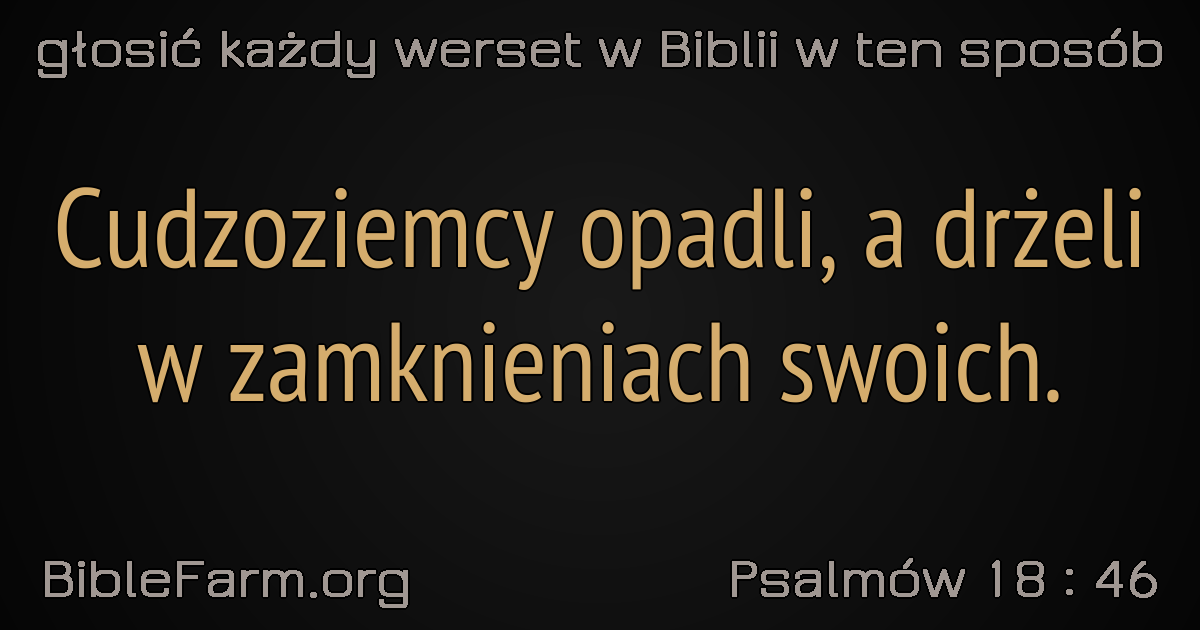 głosić każdy werset w Biblii w ten sposób
Cudzoziemcy opadli, a drżeli
w zamknieniach swoich.
BibleFarm.org
Psalmów 18 : 46